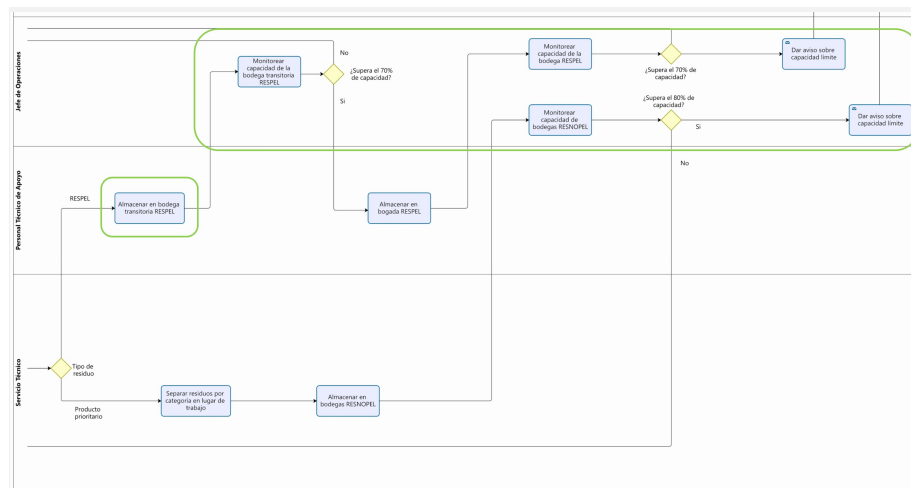 Jefe de Operaciones
Monitorear
capacidad de la
bodega transitoria
RESPEL
No
¿Supera el 70%
de capacidad?
Si
Monitorear
capacidad de la
bodega RESPEL
¿Supera el 70% de
capacidad?
Dar aviso sobre
capacidad limite
Monitorear
capacidad de
bodegas RESNOPEL
¿Supera el 80% de
capacidad?
Si
No
Dar aviso sobre
capacidad limite
Personal Técnico de Apoyo
RESPEL
Almacenar en bodega
transitoria RESPEL
Almacenar en
bogada RESPEL
Servicio Técnico
Tipo de
residuo
Producto
prioritario
Separar residuos por
categoría en lugar de
trabajo
Almacenar en
bodegas RESNOPEL